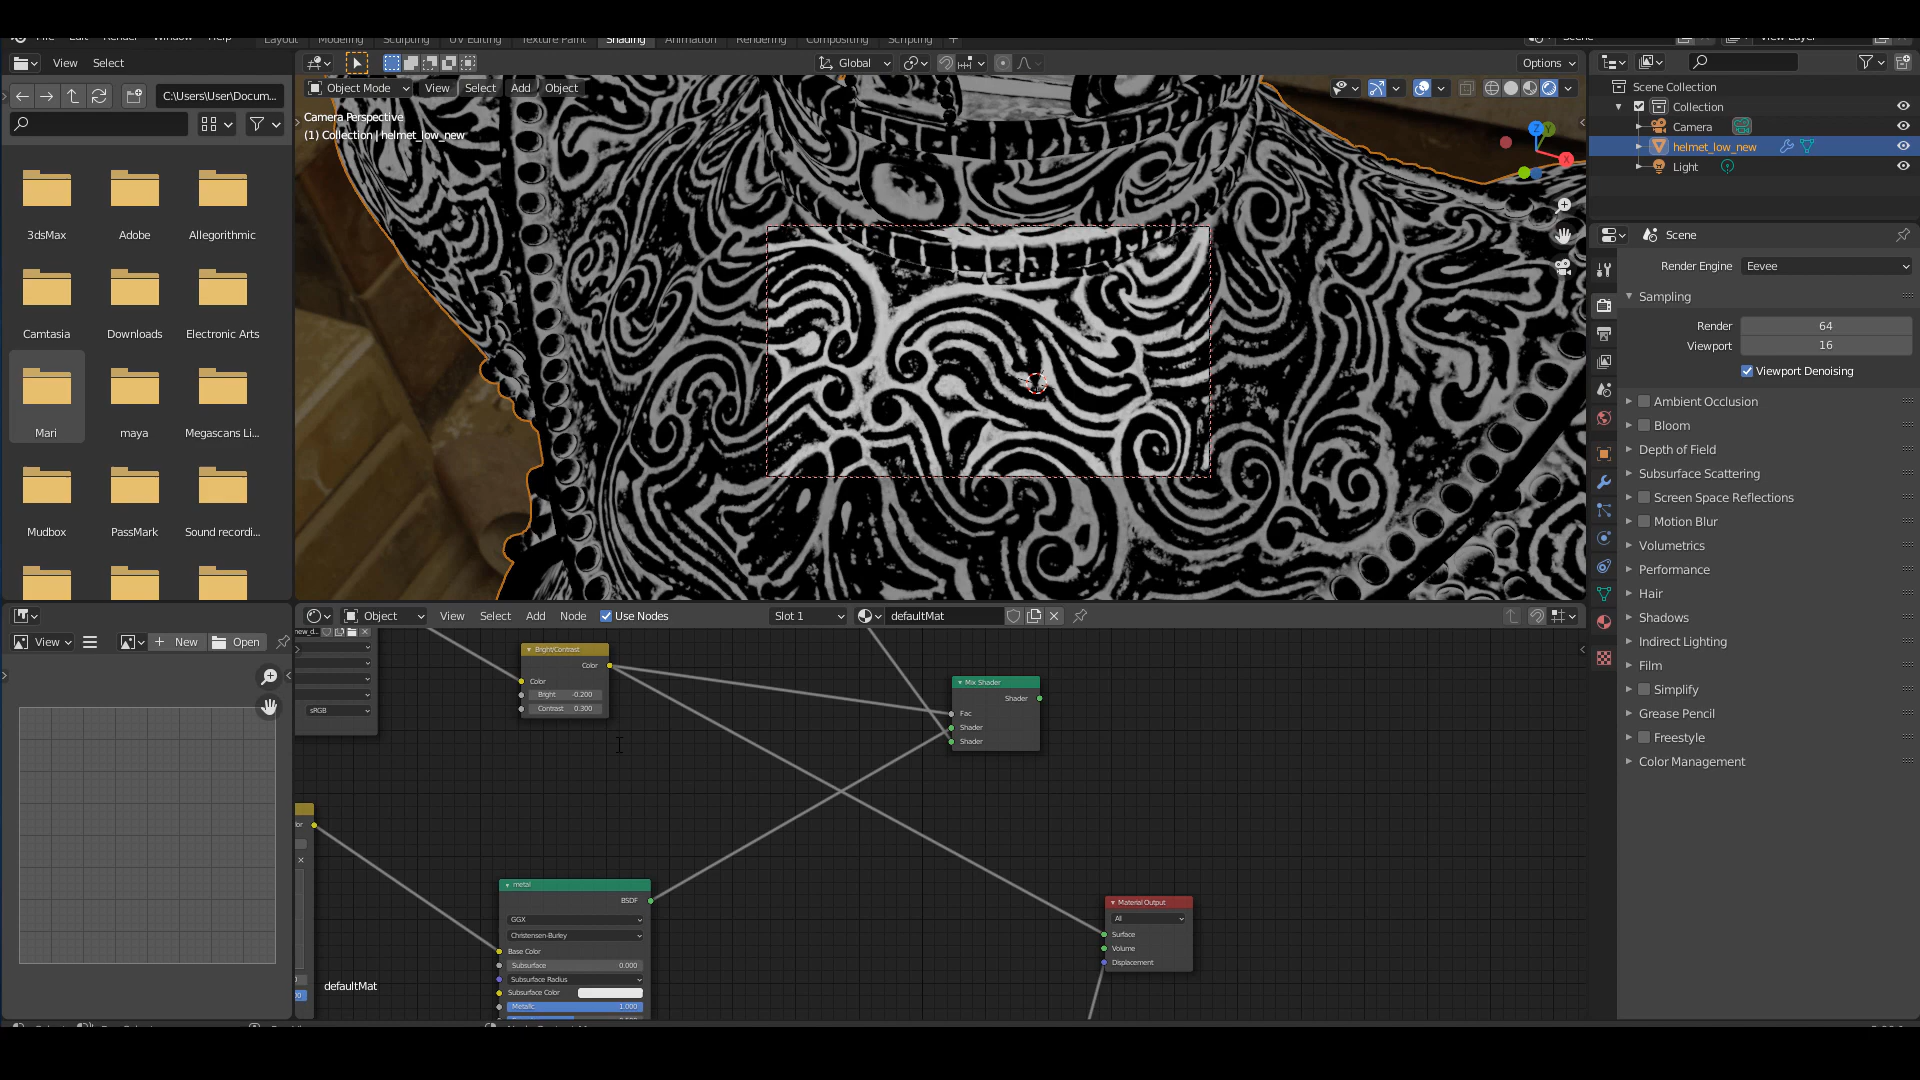 Layout Modeling Sculpting UV Editing Texture Paint Shading Animation Rendering Compositing Scripting
View Select
Global
Options
C:\Users\User\Docum...
Object Mode View Select Add Object
Camera Perspective
(1) Collection | helmet_low_new
3dsMax Adobe Allegorithmic
Camtasia Downloads Electronic Arts
Mari maya Megascans Li...
Mudbox PassMark Sound recordi...
Scene Collection
Collection
Camera
helmet_low_new
Light
Scene
Render Engine Eevee
Sampling
Render 64
Viewport 16
Viewport Denoising
Ambient Occlusion
Bloom
Depth of Field
Subsurface Scattering
Screen Space Reflections
Motion Blur
Volumetrics
Performance
Hair
Shadows
Indirect Lighting
Film
Simplify
Grease Pencil
Freestyle
Color Management
View New Open
Object View Select Add Node Use Nodes Slot 1 defaultMat
sRGB
Bright/Contrast
Color
Color
Bright -0.200
Contrast 0.300
Mix Shader
Shader
Fac
Shader
Shader
metal
BSDF
GGX
Christensen-Burley
Base Color
Subsurface 0.000
Subsurface Radius
Subsurface Color
Metallic 1.000
Material Output
All
Surface
Volume
Displacement
defaultMat